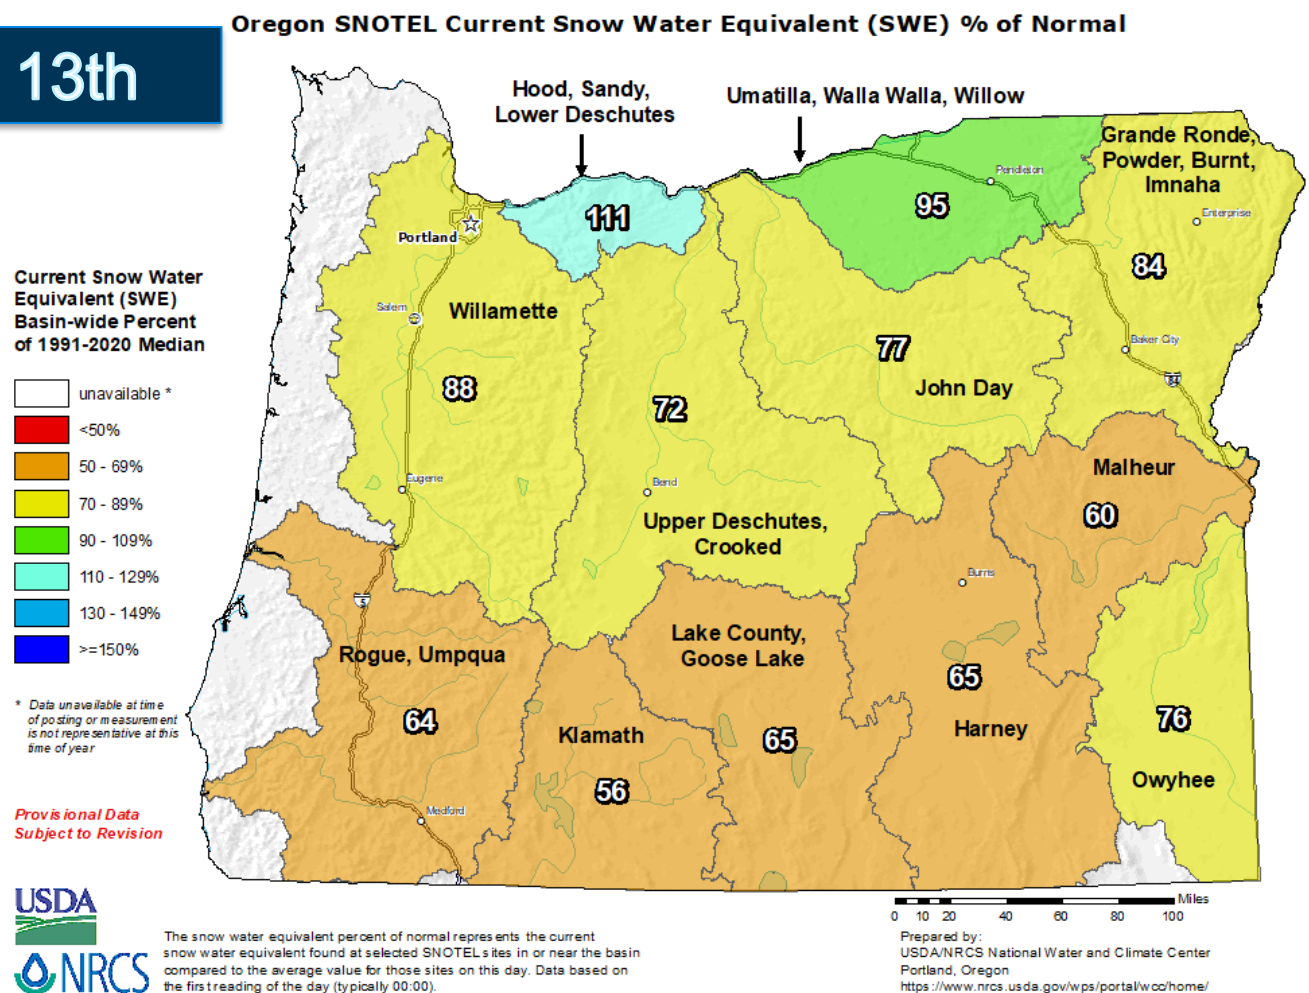 Oregon SNOTEL Current Snow Water Equivalent (SWE) % of Normal
13th
Hood, Sandy,
Lower Deschutes
Umatilla, Walla Walla, Willow
Grande Ronde,
Powder, Burnt,
Imnaha
Pendleton
Enterprise
111
95
Portland
84
Current Snow Water
Equivalent (SWE)
Basin-wide Percent
of 1991-2020 Median
Salem
Willamette
88
72
77
John Day
Baker City
84
unavailable *
<50%
50 - 69%
70 - 89%
90 - 109%
110 - 129%
130 - 149%
>=150%
Eugene
Bend
Upper Deschutes,
Crooked
Malheur
60
Burns
5
Rogue, Umpqua
64
Lake County,
Goose Lake
65
Klamath
56
65
Harney
76
Owyhee
Medford
* Data unavailable at time
of posting or measurement
is not representative at this
time of year
Provisional Data
Subject to Revision
USDA
NRCS
The snow water equivalent percent of normal represents the current
snow water equivalent found at selected SNOTEL sites in or near the basin
compared to the average value for those sites on this day. Data based on
the first reading of the day (typically 00:00).
Miles
0 10 20 40 60 80 100
Prepared by:
USDA/NRCS National Water and Climate Center
Portland, Oregon
https://www.nrcs.usda.gov/wps/portal/wcc/home/